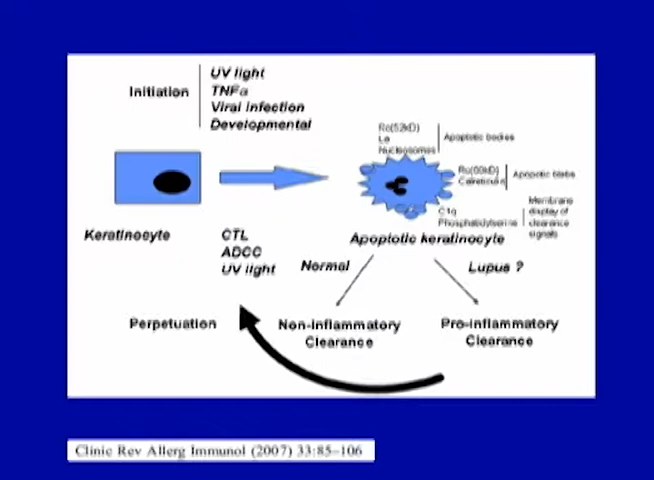 UV light
Initiation
TNFα
Viral infection
Developmental
Ro(52kD)
La
Nucleosomes
Apoptotic bodies
Ro(60kD)
Calreticulin
Apoptotic blebs
C1q
Phosphatidylserine
Membrane
display of
clearance
signals
Keratinocyte
CTL
ADCC
UV light
Apoptotic keratinocyte
Normal
Lupus ?
Perpetuation
Non-inflammatory
Clearance
Pro-inflammatory
Clearance
Clinic Rev Allerg Immunol (2007) 33:85–106